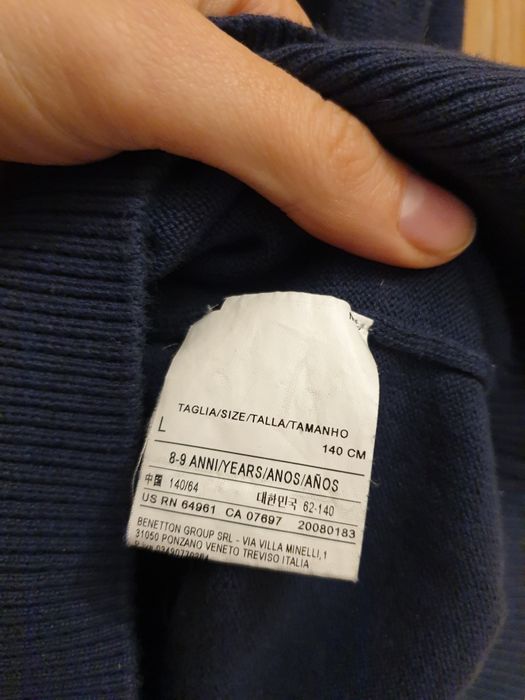 TAGLIA/SIZE/TALLA/TAMANHO
L 140 CM
8-9 ANNI/YEARS/ANOS/AÑOS
中国 140/64 대한민국 62-140
US RN 64961 CA 07697 20080183
BENETTON GROUP SRL - VIA VILLA MINELLI,1
31050 PONZANO VENETO TREVISO ITALIA